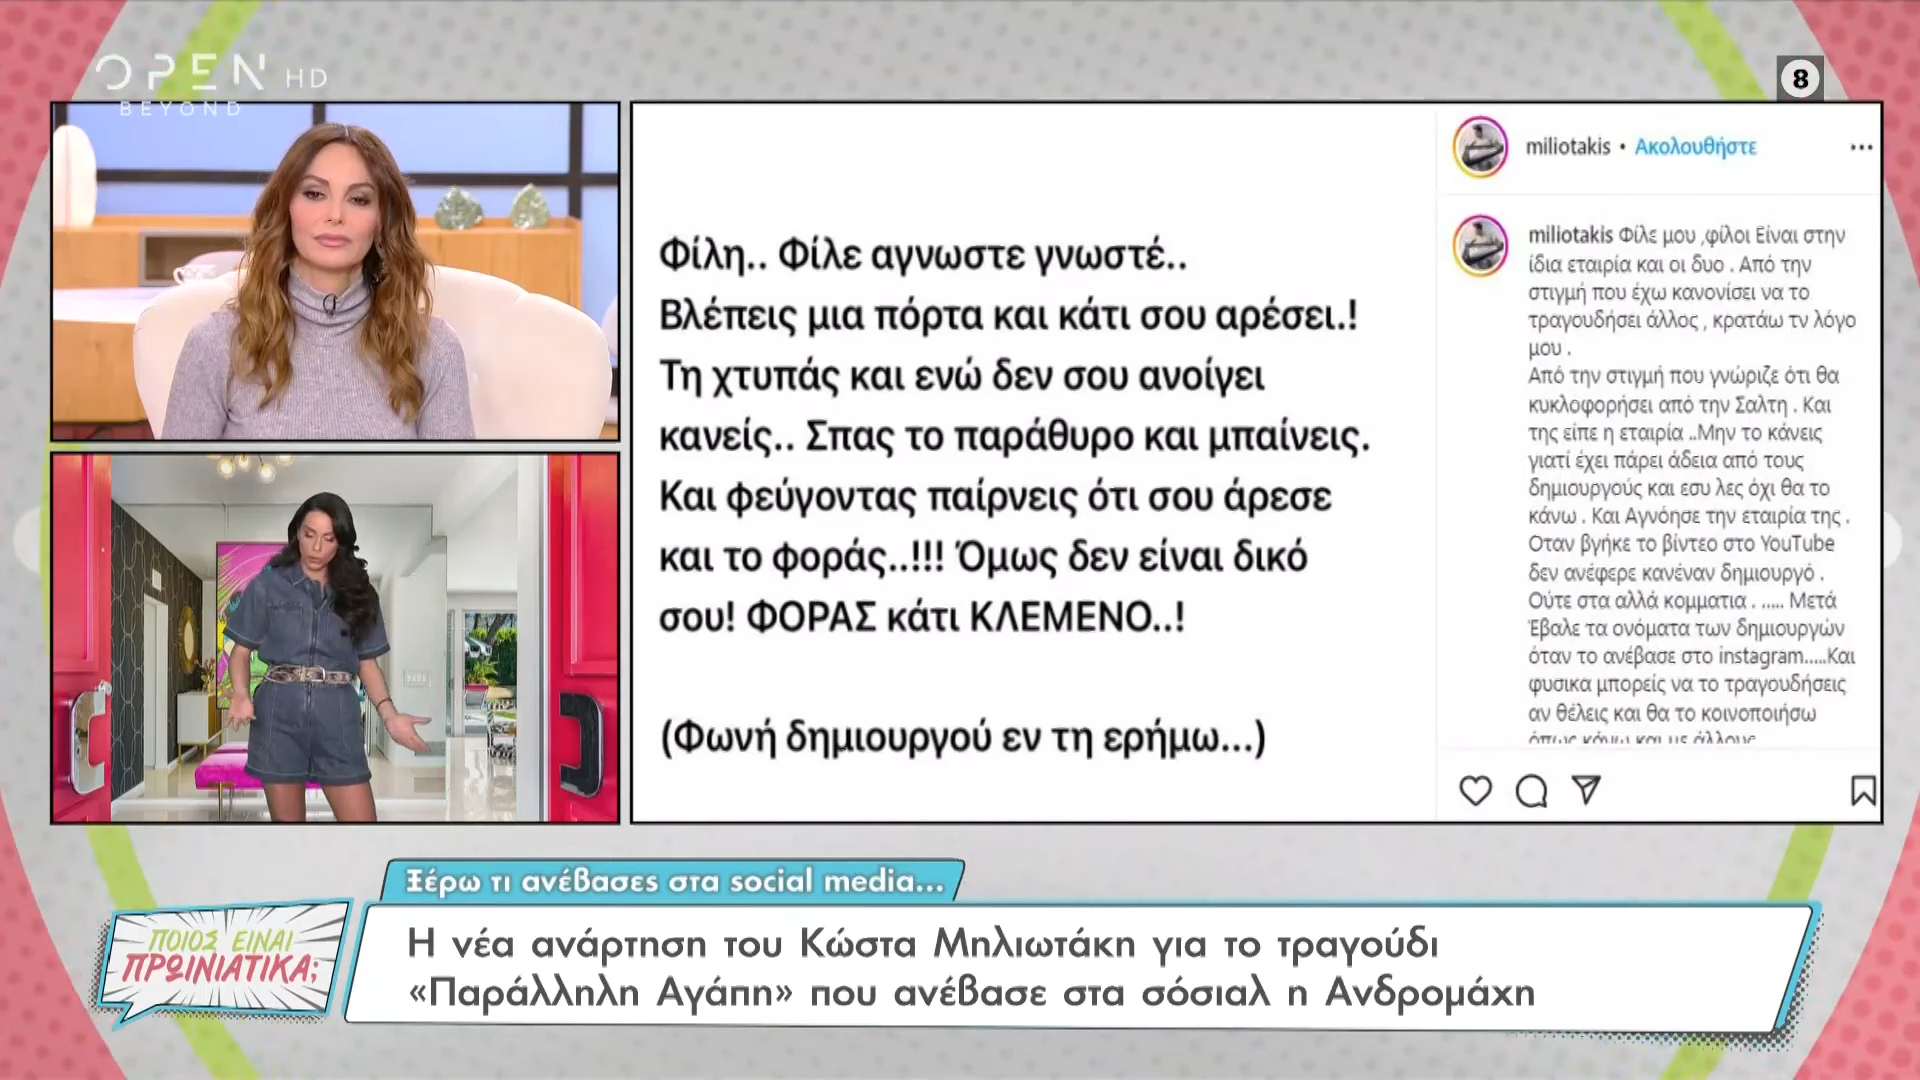 OPEN HD
BEYOND
8
Φίλη.. Φίλε αγνωστε γνωστέ..
Βλέπεις μια πόρτα και κάτι σου αρέσει.!
Τη χτυπάς και ενώ δεν σου ανοίγει
κανείς.. Σπας το παράθυρο και μπαίνεις.
Και φεύγοντας παίρνεις ότι σου άρεσε
και το φοράς..!!! Όμως δεν είναι δικό
σου! ΦΟΡΑΣ κάτι ΚΛΕΜΕΝΟ..!
(Φωνή δημιουργού εν τη ερήμω...)
miliotakis • Ακολουθήστε
miliotakis Φίλε μου ,φίλοι Είναι στην
ίδια εταιρία και οι δυο . Από την
στιγμή που έχω κανονίσει να το
τραγουδήσει άλλος , κρατάω τν λόγο
μου .
Από την στιγμή που γνώριζε ότι θα
κυκλοφορήσει από την Σαλτη . Και
της είπε η εταιρία ..Μην το κάνεις
γιατί έχει πάρει άδεια από τους
δημιουργούς και εσυ λες όχι θα το
κάνω . Και Αγνόησε την εταιρία της .
Οταν βγήκε το βίντεο στο YouTube
δεν ανέφερε κανέναν δημιουργό .
Ούτε στα αλλά κομματια . ..... Μετά
Έβαλε τα ονόματα των δημιουργών
όταν το ανέβασε στο instagram.....Και
φυσικα μπορείς να το τραγουδήσεις
αν θέλεις και θα το κοινοποιήσω
όπως κάνω και με άλλους
Ξέρω τι ανέβασες στα social media...
ΠΟΙΟΣ ΕΙΝΑΙ
ΠΡΩΙΝΙΑΤΙΚΑ;
Η νέα ανάρτηση του Κώστα Μηλιωτάκη για το τραγούδι
«Παράλληλη Αγάπη» που ανέβασε στα σόσιαλ η Ανδρομάχη